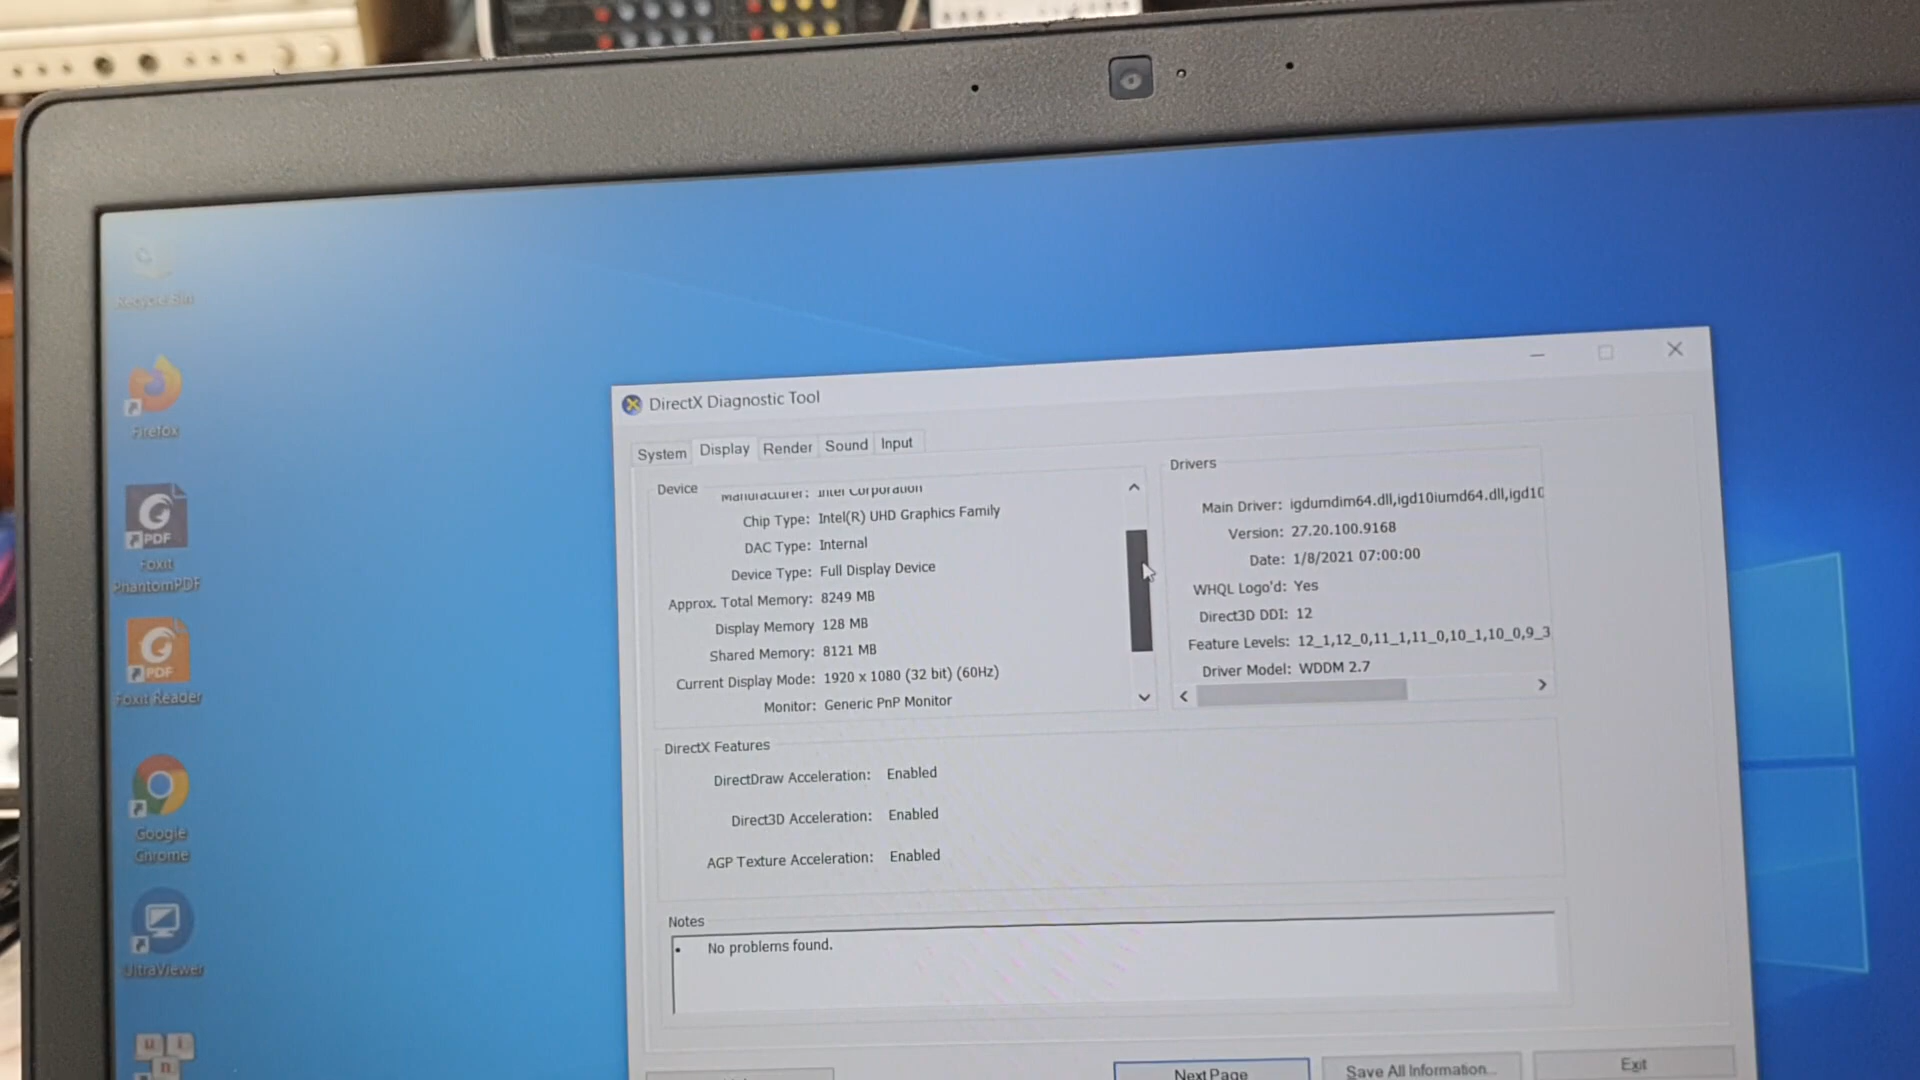 Recycle Bin
Firefox
PDF
Foxit
PhantomPDF
PDF
Foxit Reader
Google
Chrome
UltraViewer
u i
n
DirectX Diagnostic Tool
System Display Render Sound Input
Device
Manufacturer: Intel Corporation
Chip Type: Intel(R) UHD Graphics Family
DAC Type: Internal
Device Type: Full Display Device
Approx. Total Memory: 8249 MB
Display Memory 128 MB
Shared Memory: 8121 MB
Current Display Mode: 1920 x 1080 (32 bit) (60Hz)
Monitor: Generic PnP Monitor
Drivers
Main Driver: igdumdim64.dll,igd10iumd64.dll,igd10
Version: 27.20.100.9168
Date: 1/8/2021 07:00:00
WHQL Logo'd: Yes
Direct3D DDI: 12
Feature Levels: 12_1,12_0,11_1,11_0,10_1,10_0,9_3
Driver Model: WDDM 2.7
DirectX Features
DirectDraw Acceleration: Enabled
Direct3D Acceleration: Enabled
AGP Texture Acceleration: Enabled
Notes
• No problems found.
Next Page
Save All Information...
Exit